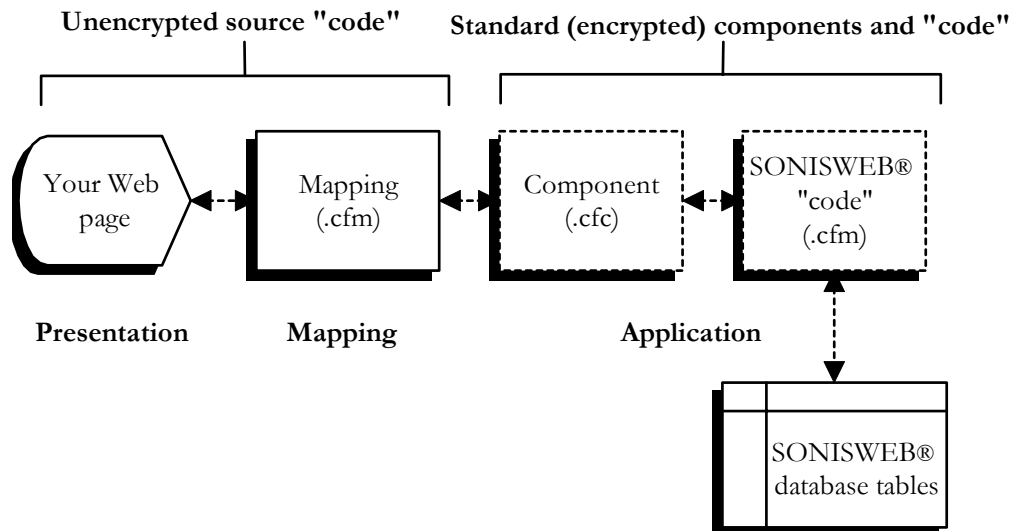 Unencrypted source "code"
Standard (encrypted) components and "code"
Your Web
page
Mapping
(.cfm)
Component
(.cfc)
SONISWEB®
"code"
(.cfm)
Presentation
Mapping
Application
SONISWEB®
database tables